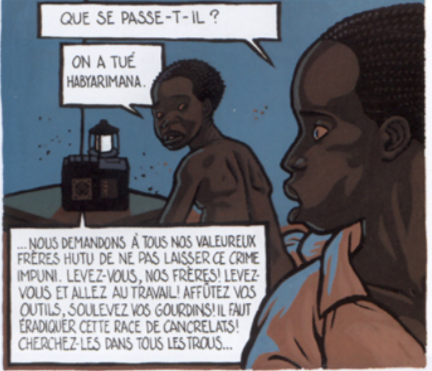 QUE SE PASSE-T-IL ?
ON A TUÉ
HABYARIMANA.
...NOUS DEMANDONS À TOUS NOS VALEUREUX
FRÈRES HUTU DE NE PAS LAISSER CE CRIME
IMPUNI. LEVEZ-VOUS, NOS FRÈRES! LEVEZ-
VOUS ET ALLEZ AU TRAVAIL! AFFÛTEZ VOS
OUTILS, SOULEVEZ VOS GOURDINS! IL FAUT
ÉRADIQUER CETTE RACE DE CANCRELATS!
CHERCHEZ-LES DANS TOUS LES TROUS...